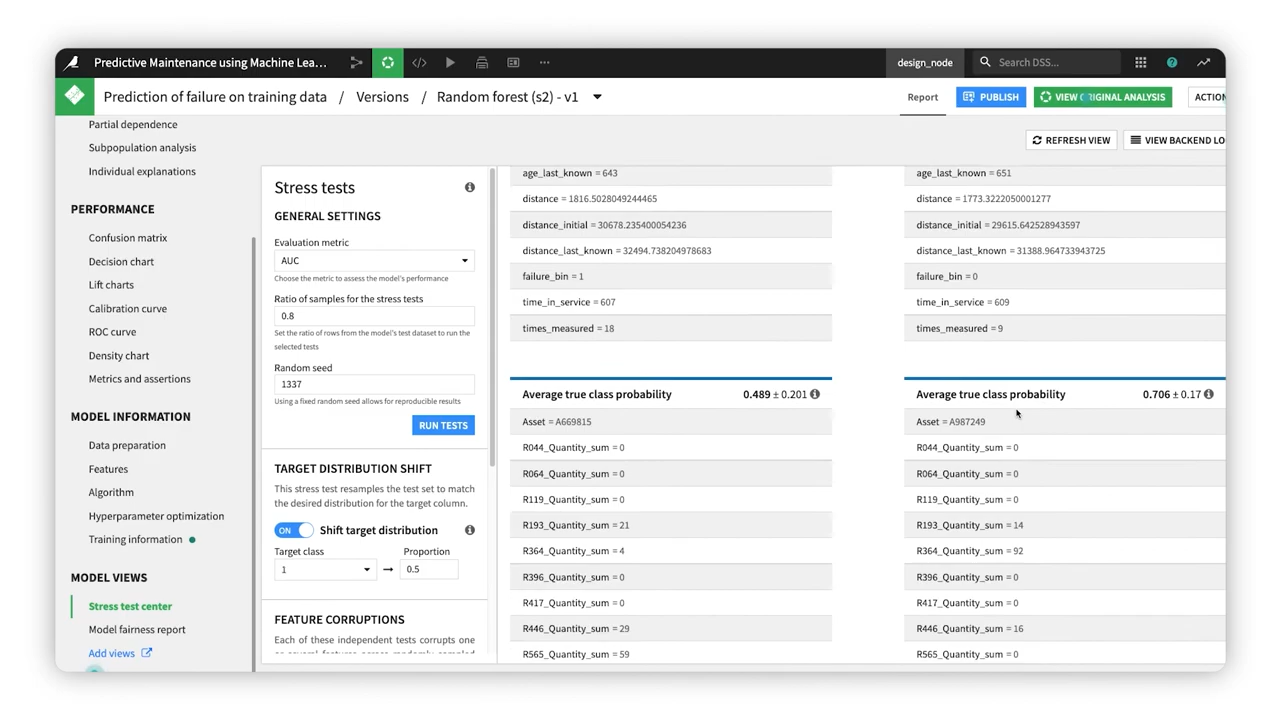 Predictive Maintenance using Machine Lea...
design_node
Search DSS...
Prediction of failure on training data / Versions / Random forest (s2) - v1
Report
PUBLISH
VIEW ORIGINAL ANALYSIS
ACTION
REFRESH VIEW
VIEW BACKEND LO
Partial dependence
Subpopulation analysis
Individual explanations
PERFORMANCE
Confusion matrix
Decision chart
Lift charts
Calibration curve
ROC curve
Density chart
Metrics and assertions
MODEL INFORMATION
Data preparation
Features
Algorithm
Hyperparameter optimization
Training information
MODEL VIEWS
Stress test center
Model fairness report
Add views
Stress tests
GENERAL SETTINGS
Evaluation metric
AUC
Choose the metric to assess the model's performance
Ratio of samples for the stress tests
0.8
Set the ratio of rows from the model's test dataset to run the
selected tests
Random seed
1337
Using a fixed random seed allows for reproducible results
RUN TESTS
TARGET DISTRIBUTION SHIFT
This stress test resamples the test set to match
the desired distribution for the target column.
ON
Shift target distribution
Target class
Proportion
1
0.5
FEATURE CORRUPTIONS
Each of these independent tests corrupts one
or several features across randomly sampled
age_last_known = 643
distance = 1816.5028049244465
distance_initial = 30678.235400054236
distance_last_known = 32494.738204978683
failure_bin = 1
time_in_service = 607
times_measured = 18
Average true class probability
0.489 ± 0.201
Asset = A669815
R044_Quantity_sum = 0
R064_Quantity_sum = 0
R119_Quantity_sum = 0
R193_Quantity_sum = 21
R364_Quantity_sum = 4
R396_Quantity_sum = 0
R417_Quantity_sum = 0
R446_Quantity_sum = 29
R565_Quantity_sum = 59
age_last_known = 651
distance = 1773.3222050001277
distance_initial = 29615.642528943597
distance_last_known = 31388.964733943725
failure_bin = 0
time_in_service = 609
times_measured = 9
Average true class probability
0.706 ± 0.17
Asset = A987249
R044_Quantity_sum = 0
R064_Quantity_sum = 0
R119_Quantity_sum = 0
R193_Quantity_sum = 14
R364_Quantity_sum = 92
R396_Quantity_sum = 0
R417_Quantity_sum = 0
R446_Quantity_sum = 16
R565_Quantity_sum = 0